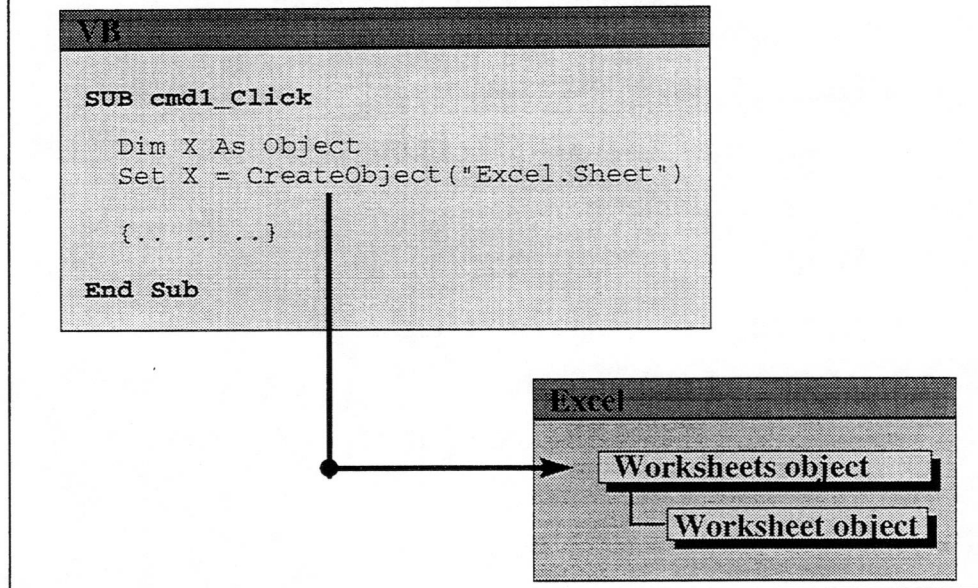 VB
SUB cmd1_Click
Dim X As Object
Set X = CreateObject("Excel.Sheet")
{.. .. ..}
End Sub
Excel
Worksheets object
Worksheet object